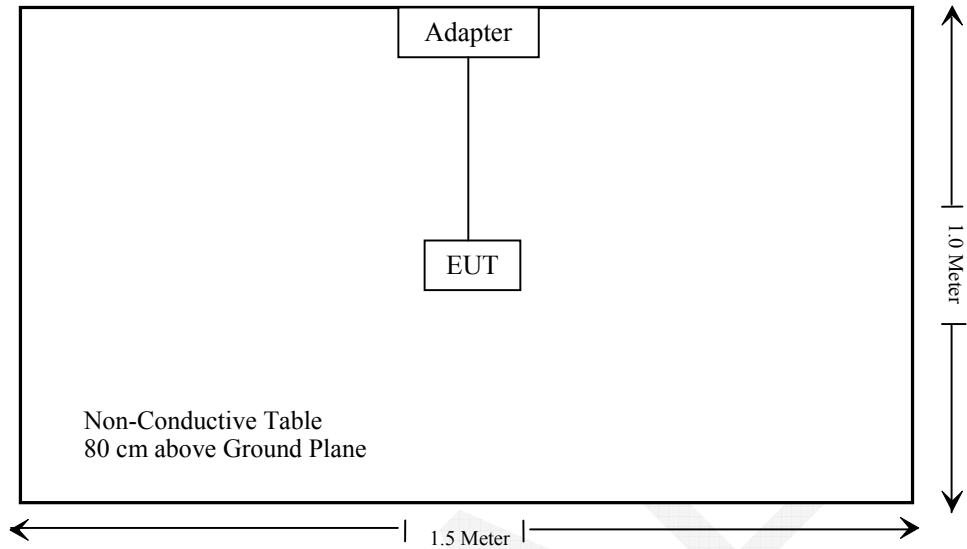 Adapter
EUT
1.0 Meter
Non-Conductive Table
80 cm above Ground Plane
1.5 Meter